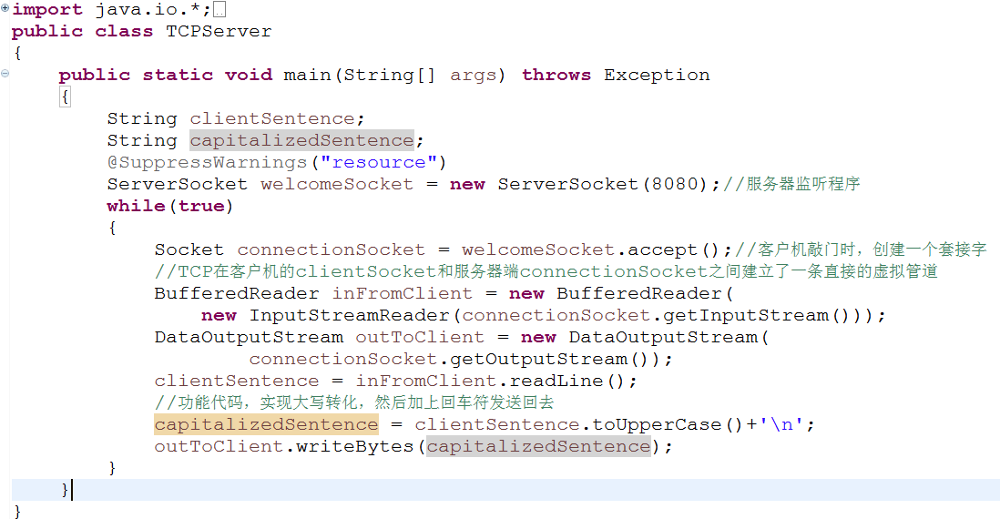 import java.io.*;
public class TCPServer
{
    public static void main(String[] args) throws Exception
    {
        String clientSentence;
        String capitalizedSentence;
        @SuppressWarnings("resource")
        ServerSocket welcomeSocket = new ServerSocket(8080);//服务器监听程序
        while(true)
        {
            Socket connectionSocket = welcomeSocket.accept();//客户机敲门时，创建一个套接字
            //TCP在客户机的clientSocket和服务器端connectionSocket之间建立了一条直接的虚拟管道
            BufferedReader inFromClient = new BufferedReader(
                new InputStreamReader(connectionSocket.getInputStream()));
            DataOutputStream outToClient = new DataOutputStream(
                    connectionSocket.getOutputStream());
            clientSentence = inFromClient.readLine();
            //功能代码，实现大写转化，然后加上回车符发送回去
            capitalizedSentence = clientSentence.toUpperCase()+'\n';
            outToClient.writeBytes(capitalizedSentence);
        }
    }
}